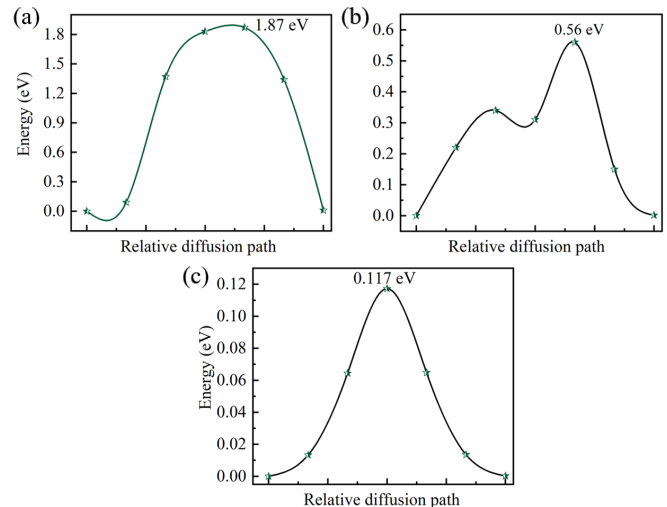 (a)
1.87 eV
Energy (eV)
1.8
1.5
1.2
0.9
0.6
0.3
0.0
Relative diffusion path
(b)
0.56 eV
0.6
0.5
0.4
0.3
0.2
0.1
0.0
Relative diffusion path
(c)
0.117 eV
Energy (eV)
0.12
0.10
0.08
0.06
0.04
0.02
0.00
Relative diffusion path